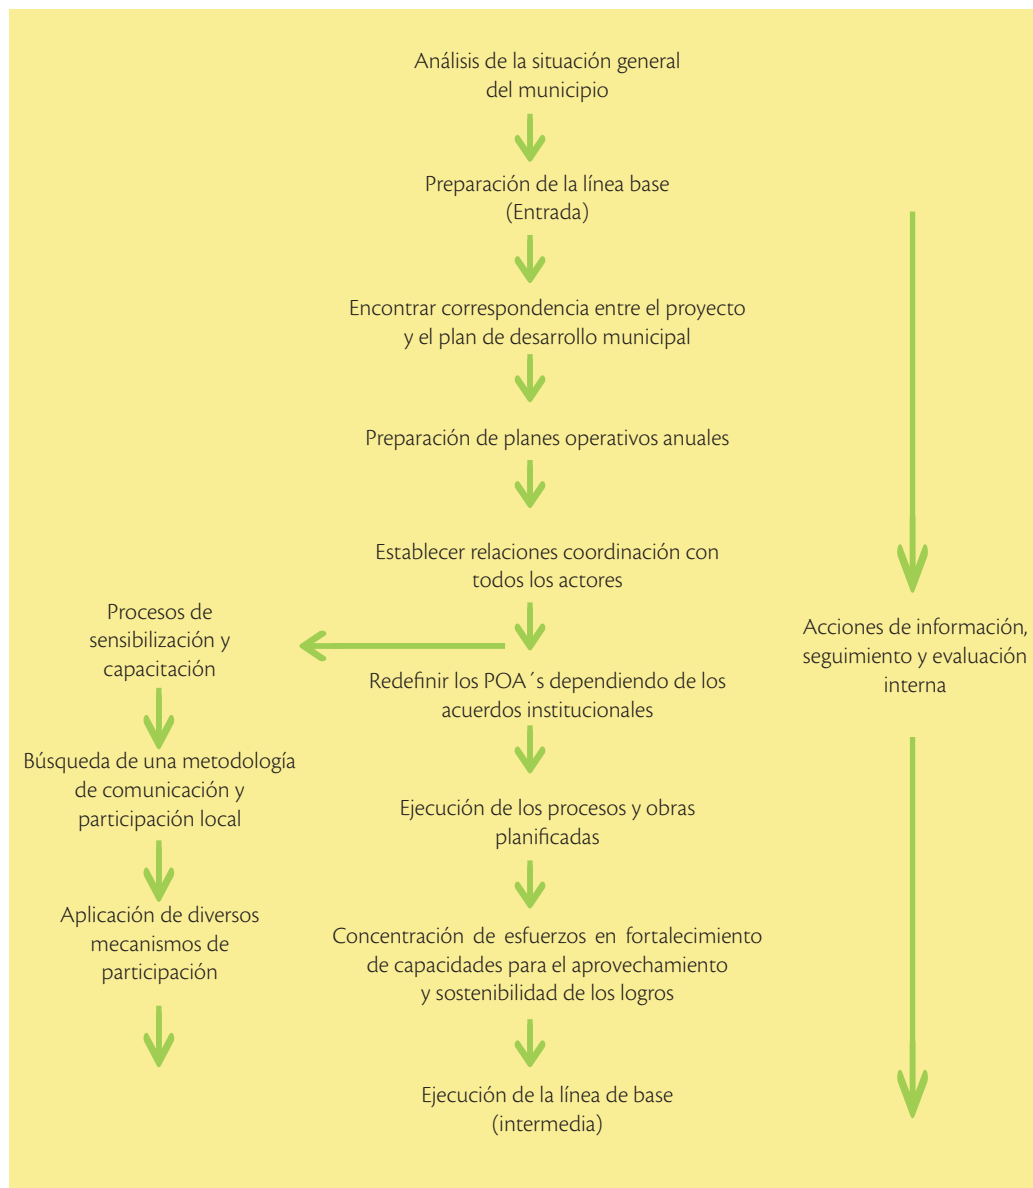 Análisis de la situación general
del municipio
Preparación de la línea base
(Entrada)
Encontrar correspondencia entre el proyecto
y el plan de desarrollo municipal
Preparación de planes operativos anuales
Establecer relaciones coordinación con
todos los actores
Redefinir los POA´s dependiendo de los
acuerdos institucionales
Ejecución de los procesos y obras
planificadas
Concentración de esfuerzos en fortalecimiento
de capacidades para el aprovechamiento
y sostenibilidad de los logros
Ejecución de la línea de base
(intermedia)
Procesos de
sensibilización y
capacitación
Búsqueda de una metodología
de comunicación y
participación local
Aplicación de diversos
mecanismos de
participación
Acciones de información,
seguimiento y evaluación
interna